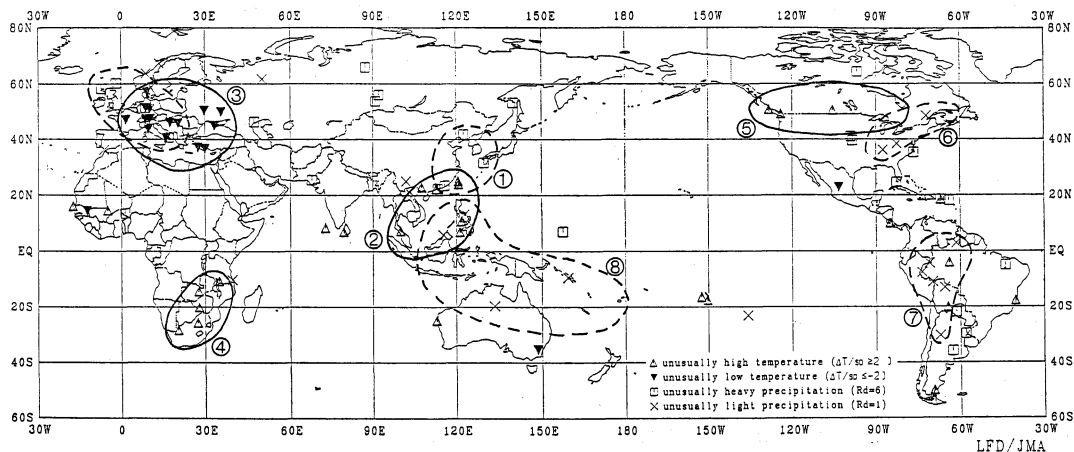 30W 0 30E 60E 90E 120E 150E 180 150W 120W 90W 60W 30W
80N 80N
60N 60N
③
40N ⑤ 40N
⑥
① 
20N 20N
②
EQ EQ
⑧
20S 20S
⑦
④
△ unusually high temperature (ΔT/SD≥2 )
40S ▼ unusually low temperature (ΔT/SD≤-2) 40S
unusually heavy precipitation (Rd=6)
× unusually light precipitation (Rd=1)
60S 60S
30W 0 30E 60E 90E 120E 150E 180 150W 120W 90W 60W 30W
LFD/JMA